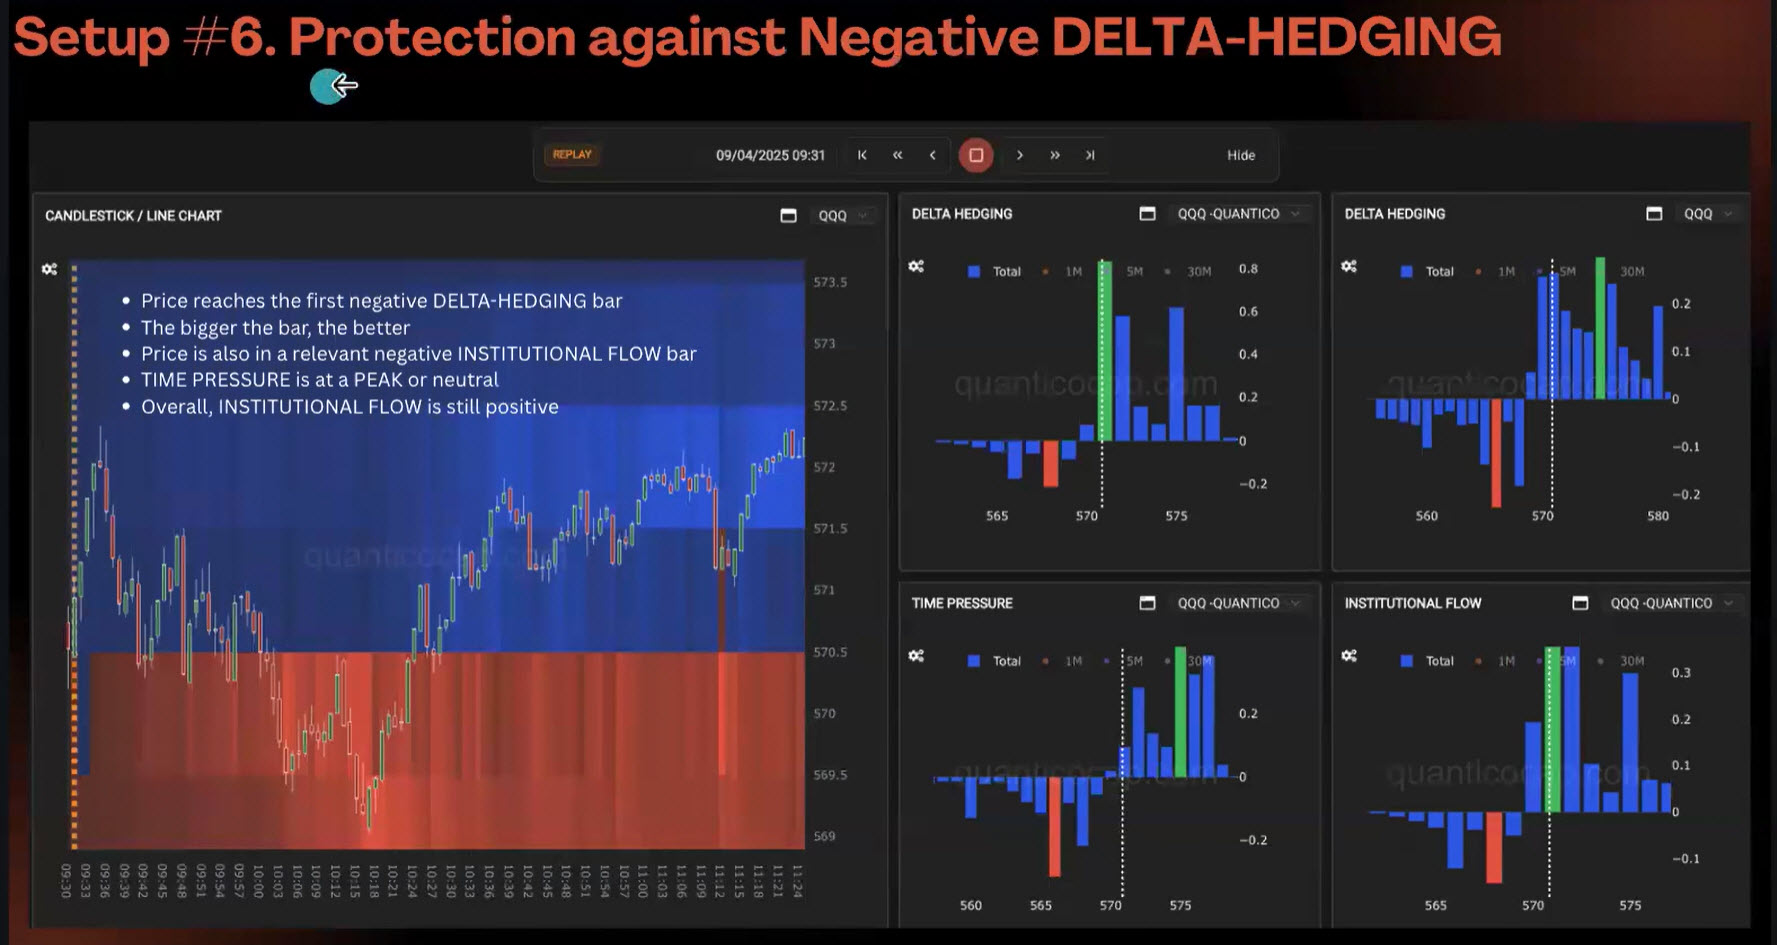 Setup #6. Protection against Negative DELTA-HEDGING
REPLAY
09/04/2025 09:31
Hide
CANDLESTICK / LINE CHART
QQQ
• Price reaches the first negative DELTA-HEDGING bar
• The bigger the bar, the better
• Price is also in a relevant negative INSTITUTIONAL FLOW bar
• TIME PRESSURE is at a PEAK or neutral
• Overall, INSTITUTIONAL FLOW is still positive
573.5
573
572.5
572
571.5
571
570.5
570
569.5
569
09:30 09:33 09:36 09:39 09:42 09:45 09:48 09:51 09:54 09:57 10:00 10:03 10:06 10:09 10:12 10:15 10:18 10:21 10:24 10:27 10:30 10:33 10:36 10:39 10:42 10:45 10:48 10:51 10:54 10:57 11:00 11:03 11:06 11:09 11:12 11:15 11:18 11:21 11:24
DELTA HEDGING
QQQ -QUANTICO
Total 1M 5M 30M
0.8
0.6
0.4
quanticocap.com
0.2
0
−0.2
565 570 575
DELTA HEDGING
QQQ
Total 1M 5M 30M
0.2
0.1
quanticocap.com
0
−0.1
−0.2
560 570 580
TIME PRESSURE
QQQ -QUANTICO
Total 1M 5M 30M
0.2
quanticocap.com
0
−0.2
560 565 570 575
INSTITUTIONAL FLOW
QQQ -QUANTICO
Total 1M 5M 30M
0.3
0.2
0.1
quanticocap.com
0
−0.1
565 570 575